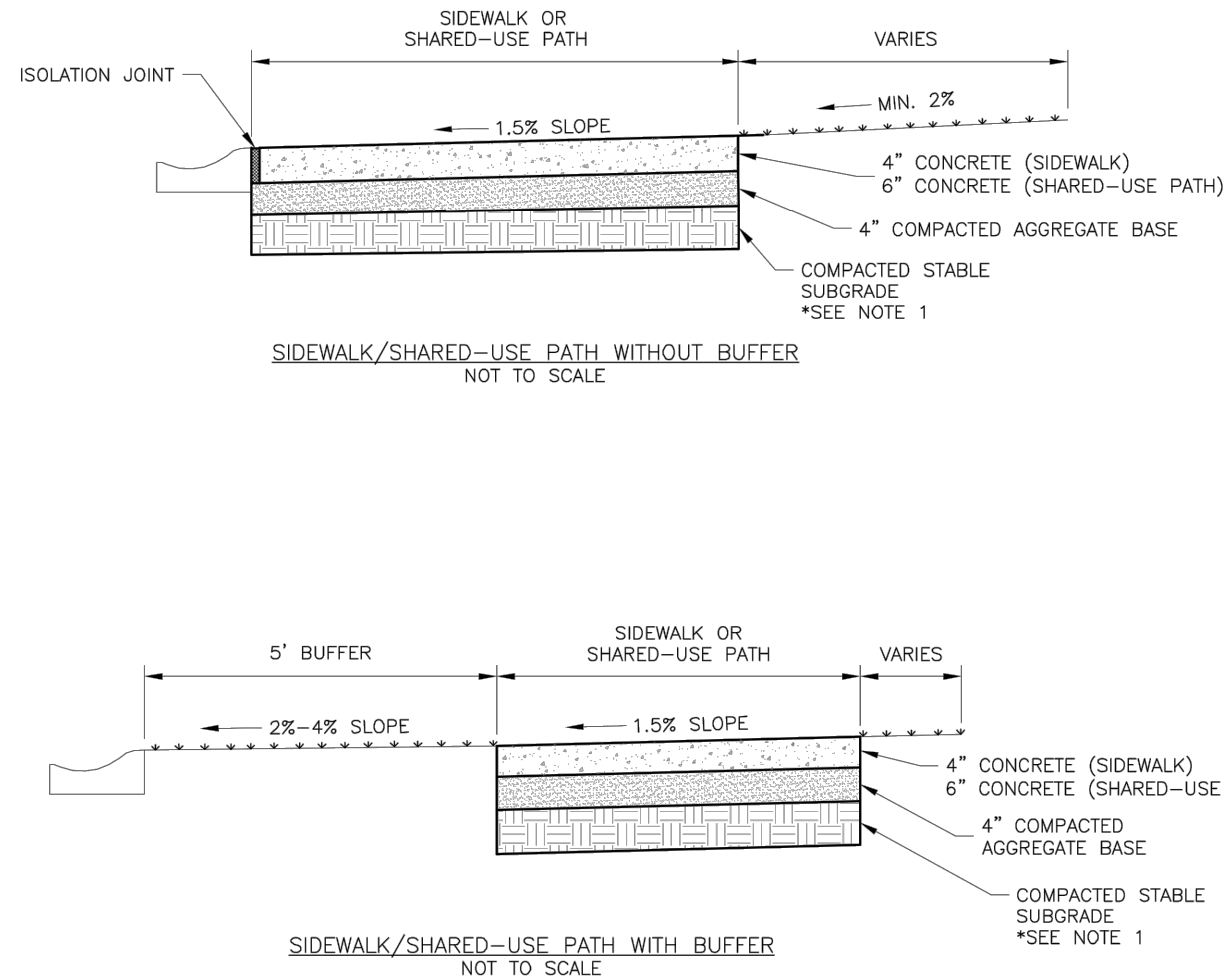 SIDEWALK OR
SHARED-USE PATH
VARIES
ISOLATION JOINT
MIN. 2%
1.5% SLOPE
4" CONCRETE (SIDEWALK)
6" CONCRETE (SHARED-USE PATH)
4" COMPACTED AGGREGATE BASE
COMPACTED STABLE
SUBGRADE
*SEE NOTE 1
SIDEWALK/SHARED-USE PATH WITHOUT BUFFER
NOT TO SCALE
5' BUFFER
SIDEWALK OR
SHARED-USE PATH
VARIES
2%-4% SLOPE
1.5% SLOPE
4" CONCRETE (SIDEWALK)
6" CONCRETE (SHARED-USE
4" COMPACTED
AGGREGATE BASE
COMPACTED STABLE
SUBGRADE
*SEE NOTE 1
SIDEWALK/SHARED-USE PATH WITH BUFFER
NOT TO SCALE